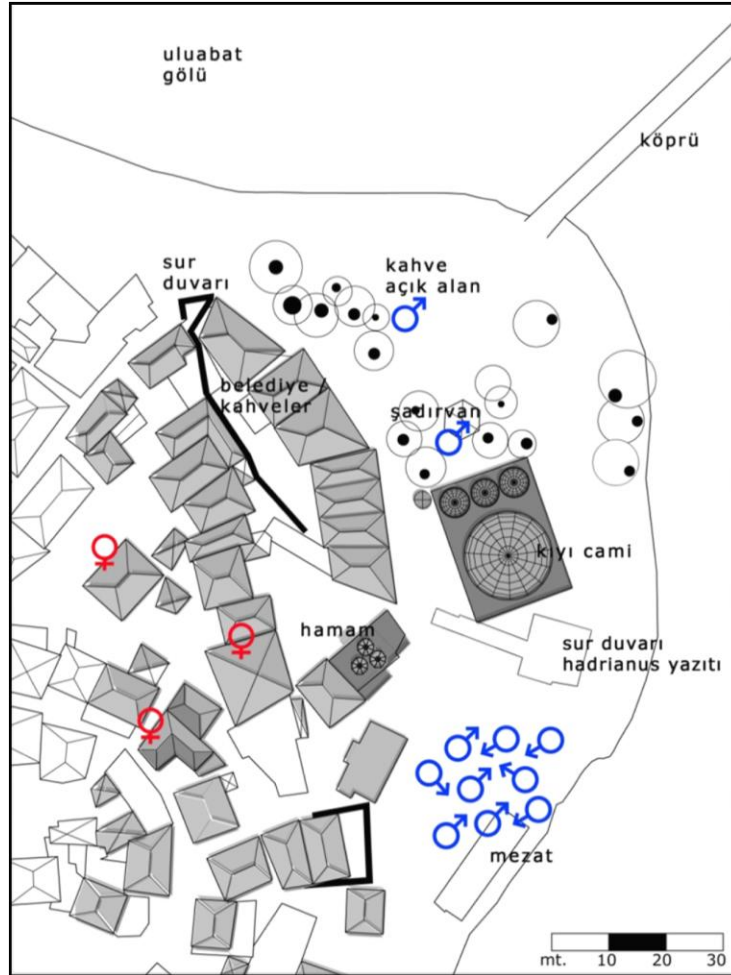 uluabat
gölü
köprü
sur
duvarı
kahve
açık alan
belediye /
kahveler
şadırvan
kıyı cami
hamam
sur duvarı
hadrianus yazıtı
mezat
mt. 10 20 30